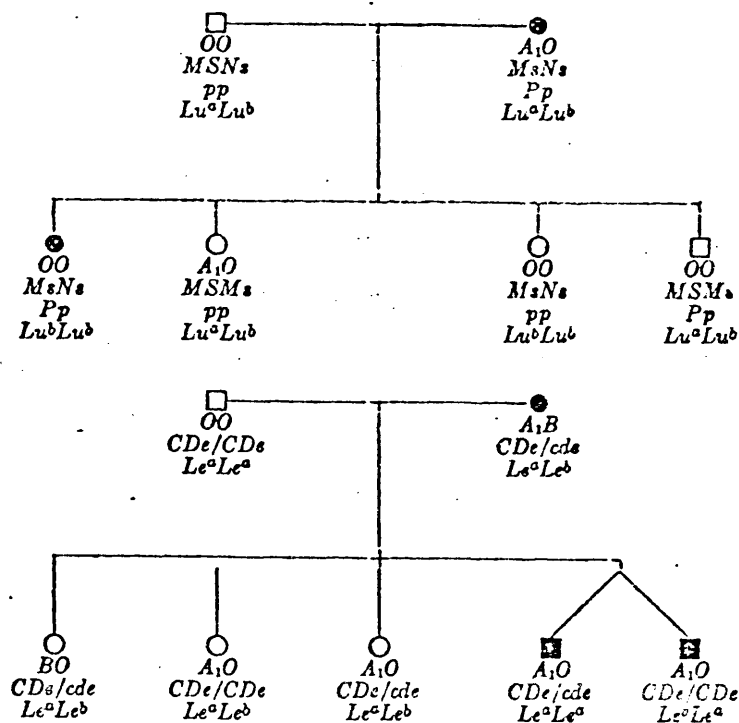 OO
MSNs
pp
LuᵃLuᵇ
A₁O
MsNs
Pp
LuᵃLuᵇ
OO
MsNs
Pp
LuᵇLuᵇ
A₁O
MSMs
pp
LuᵃLuᵇ
OO
MsNs
pp
LuᵇLuᵇ
OO
MSMs
Pp
LuᵃLuᵇ
OO
CDe/CDe
LeᵃLeᵃ
A₁B
CDe/cde
LeᵃLeᵇ
BO
CDe/cde
LeᵃLeᵇ
A₁O
CDe/CDe
LeᵃLeᵇ
A₁O
CDe/cde
LeᵃLeᵇ
A₁O
CDe/cde
LeᵃLeᵃ
A₁O
CDe/CDe
LeᵃLeᵃ